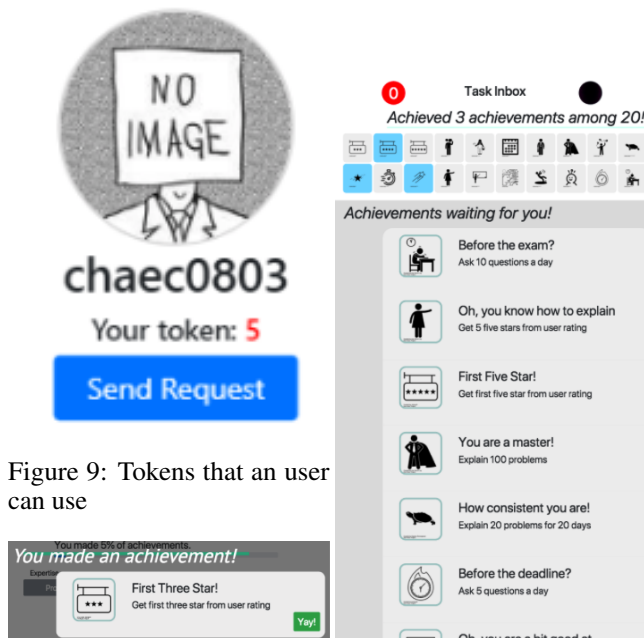 NO
IMAGE
chaec0803
Your token: 5
Send Request
Figure 9: Tokens that an user
can use
You made 5% of achievements.
You made an achievement!
First Three Star!
Get first three star from user rating
Yay!
0
Task Inbox
Achieved 3 achievements among 20!
Achievements waiting for you!
Before the exam?
Ask 10 questions a day
Oh, you know how to explain
Get 5 five stars from user rating
First Five Star!
Get first five star from user rating
You are a master!
Explain 100 problems
How consistent you are!
Explain 20 problems for 20 days
Before the deadline?
Ask 5 questions a day